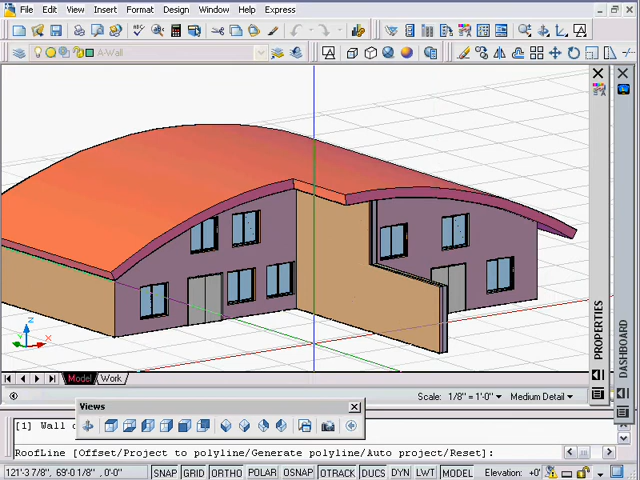 File Edit View Insert Format Design Window Help Express
A-Wall
PROPERTIES
DASHBOARD
Z
Y
X
Model Work
Scale: 1/8" = 1'-0" Medium Detail
Views
[1] Wall
RoofLine [Offset/Project to polyline/Generate polyline/Auto project/Reset]:
121'-3 7/8", 69-0 1/8" , 0'-0" SNAP GRID ORTHO POLAR OSNAP OTRACK DUCS DYN LWT MODEL Elevation: +0"